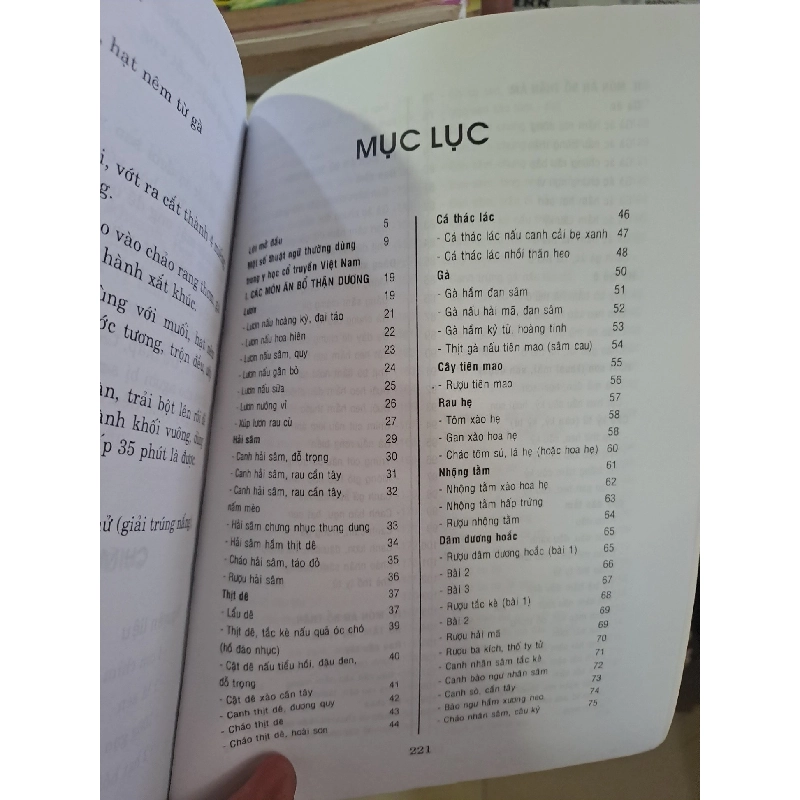 , hạt nêm từ gà
i, vớt ra cắt thành 4
g.
o vào chảo rang thơm,
hành xắt khúc.
ùng với muối, hạt
ớc tương, trộn đều
n, trải bột lên
ành khối vuông,
ấp 35 phút là được.
ử (giải trúng nắng)
MỤC LỤC
Lời mở đầu 5
Một số thuật ngữ thường dùng 9
trong y học cổ truyền Việt Nam
I. CÁC MÓN ĂN BỔ THẬN DƯƠNG 19
Lươn 19
- Lươn nấu hoàng kỳ, đại táo 21
- Lươn nấu hoa hiên 22
- Lươn nấu sâm, quy 23
- Lươn nấu gân bò 24
- Lươn nấu sữa 25
- Lươn nướng vỉ 26
- Xúp lươn rau củ 27
Hải sâm 29
- Canh hải sâm, đỗ trọng 30
- Canh hải sâm, rau cần tây 31
- Canh hải sâm, rau cần tây, 32
nấm mèo
- Hải sâm chưng nhục thung dung 33
- Hải sâm hầm thịt dê 34
- Cháo hải sâm, táo đỏ 35
- Rượu hải sâm 36
Thịt dê 37
- Lẩu dê 37
- Thịt dê, tắc kè nấu quả óc chó 39
(hồ đào nhục)
- Cật dê nấu tiểu hồi, đậu đen, 40
đỗ trọng
- Cật dê xào cần tây 41
- Canh thịt dê, đương quy 42
- Cháo thịt dê 43
- Cháo thịt dê, hoài sơn 44
Cá thác lác 46
- Cá thác lác nấu canh cải bẹ xanh 47
- Cá thác lác nhồi thăn heo 48
Gà 50
- Gà hầm đan sâm 51
- Gà nấu hải mã, đan sâm 52
- Gà hầm kỷ tử, hoàng tinh 53
- Thịt gà nấu tiên mao (sâm cau) 54
Cây tiên mao 55
- Rượu tiên mao 56
Rau hẹ 57
- Tôm xào hẹ 58
- Gan xào hoa hẹ 58
- Cháo tôm sú, lá hẹ (hoặc hoa hẹ) 60
Nhộng tằm 61
- Nhộng tằm xào hoa hẹ 62
- Nhộng tằm hấp trứng 63
- Rượu nhộng tằm 64
Dâm dương hoắc 65
- Rượu dâm dương hoắc (bài 1) 65
- Bài 2 66
- Bài 3 67
- Rượu tắc kè (bài 1) 68
- Bài 2 69
- Rượu hải mã 69
- Rượu ba kích, thỏ ty tử 70
- Canh nhân sâm tắc kè 71
- Canh bào ngư nhân sâm 72
- Canh sò, cần tây 73
- Bào ngư hầm xương heo 74
- Cháo nhân sâm, câu kỷ 75
221